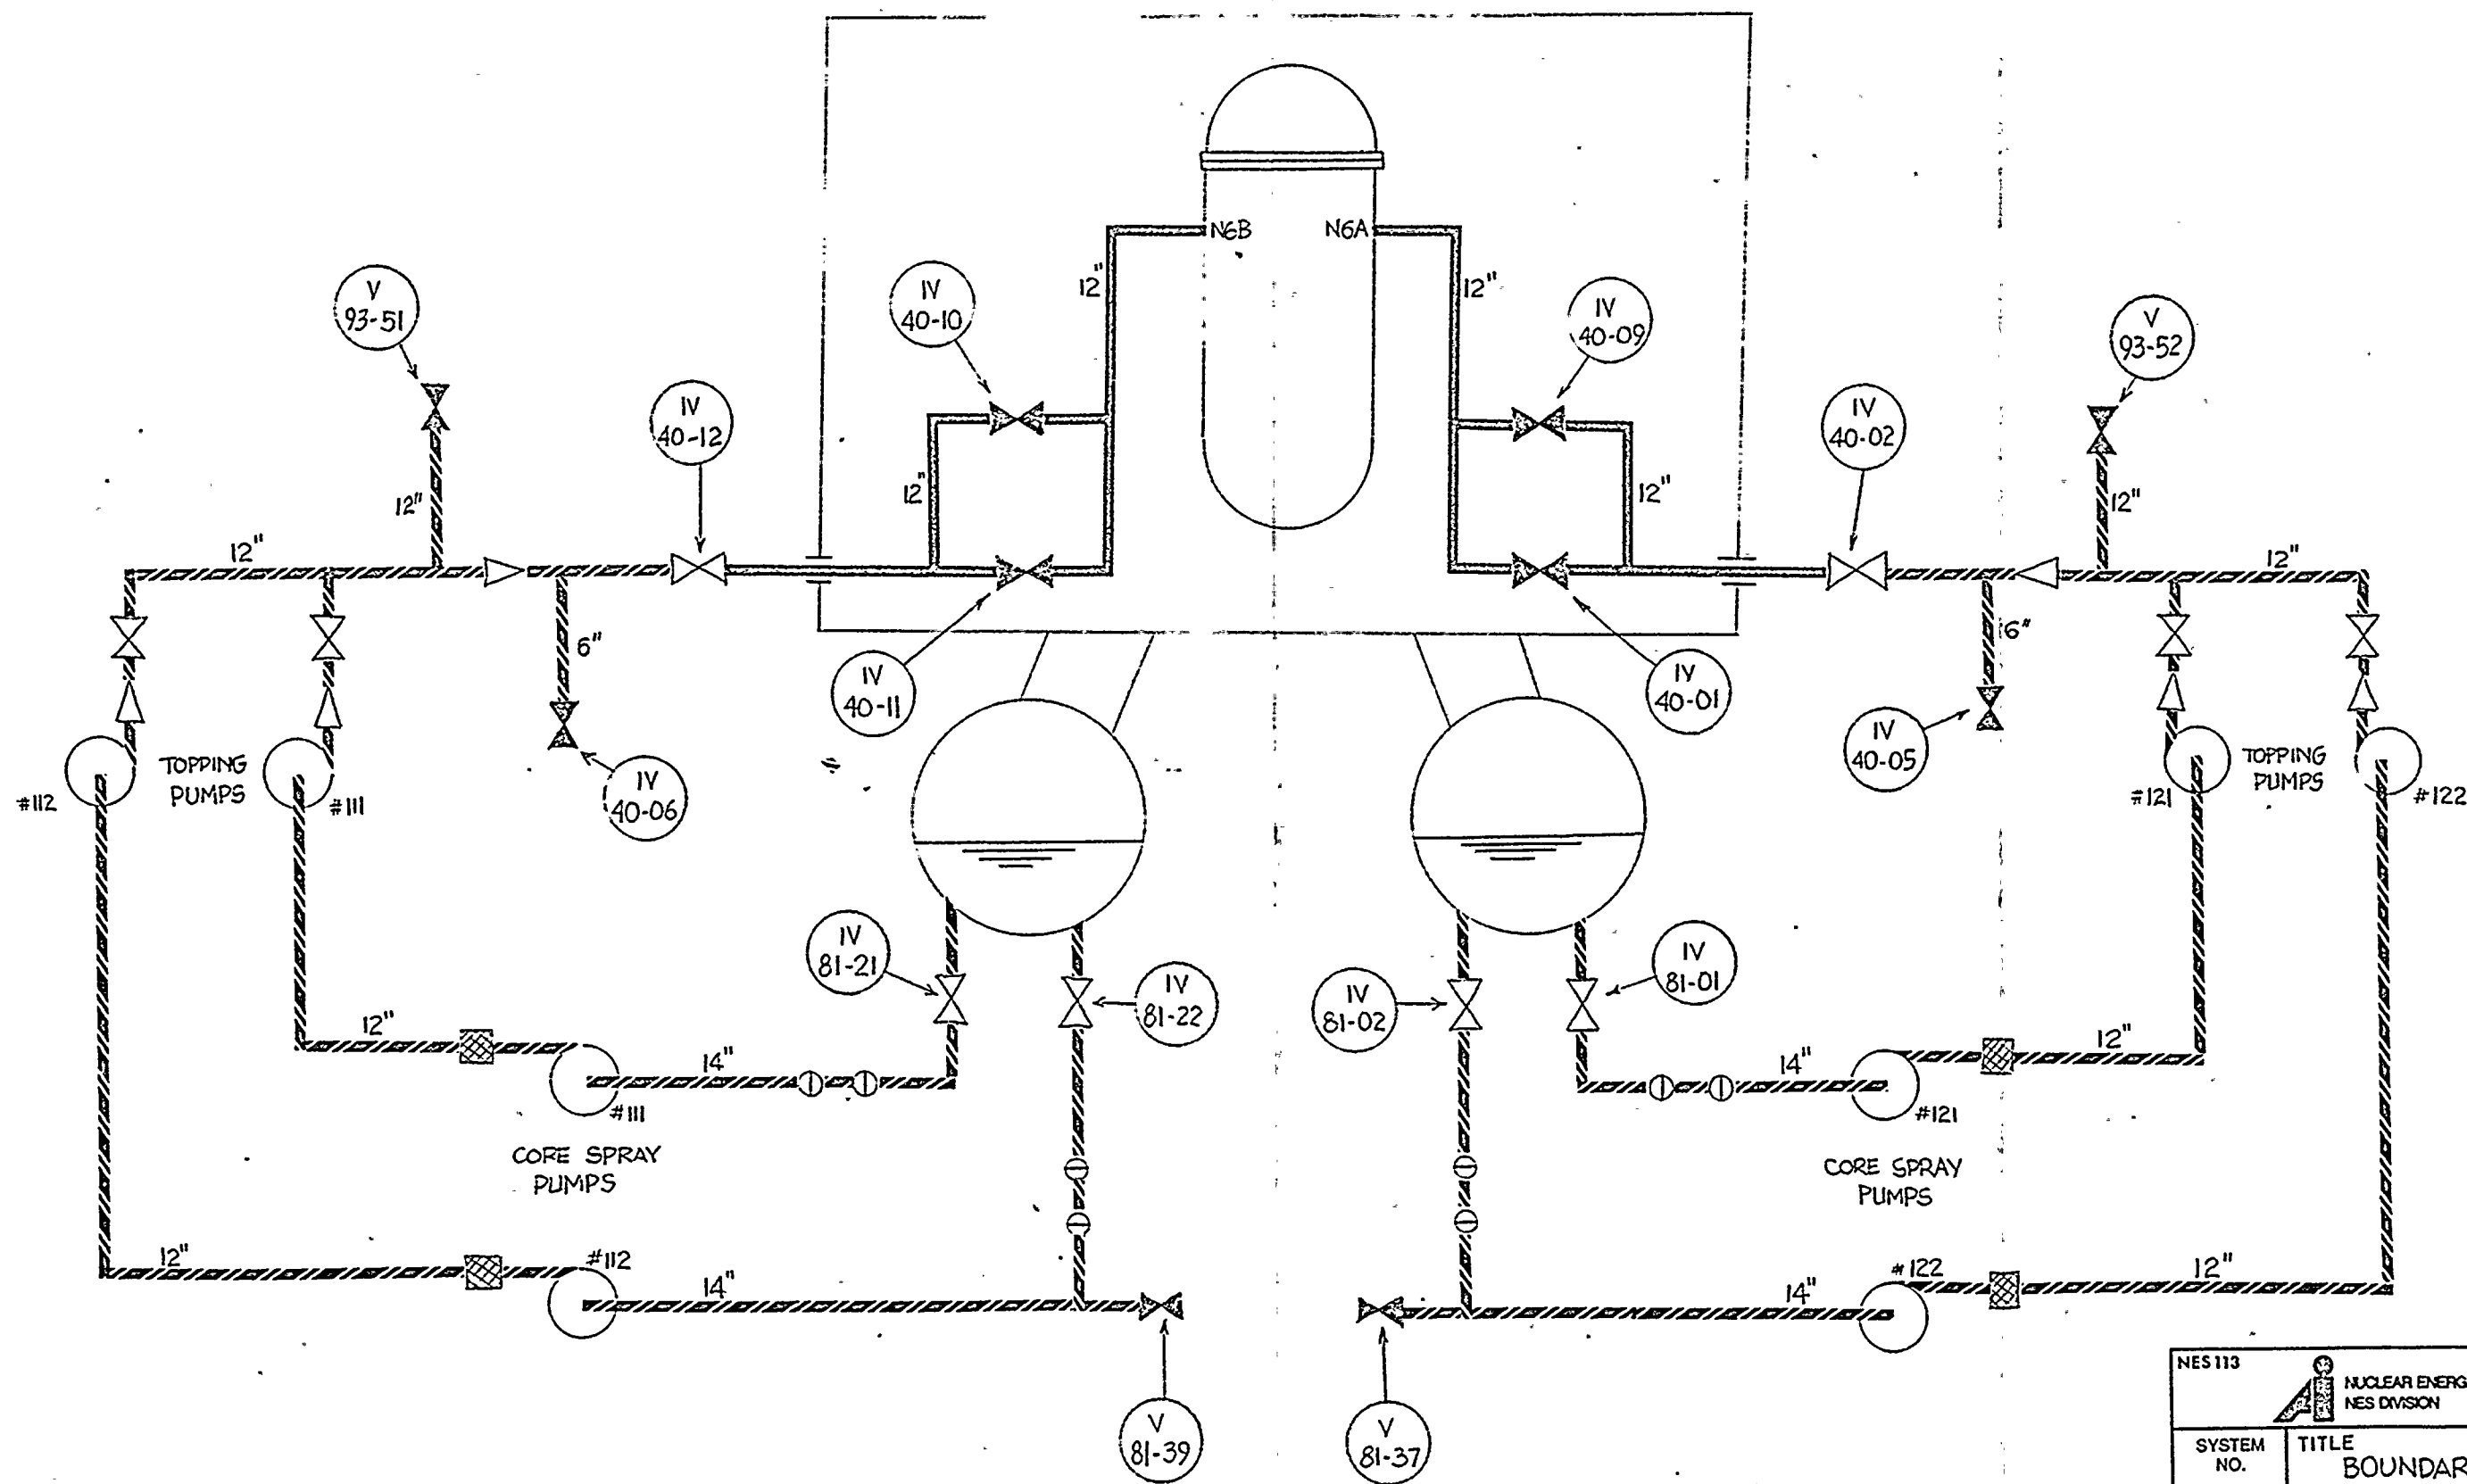 N6B
N6A
12"
12"
V
93-51
IV
40-10
IV
40-09
V
93-52
IV
40-12
IV
40-02
12"
12"
12"
12"
12"
12"
6"
6"
IV
40-11
IV
40-01
IV
40-05
IV
40-06
#112
TOPPING
PUMPS
#111
#121
TOPPING
PUMPS
#122
IV
81-21
IV
81-22
IV
81-02
IV
81-01
12"
14"
#111
14"
#121
12"
CORE SPRAY
PUMPS
CORE SPRAY
PUMPS
12"
#112
14"
14"
#122
12"
V
81-39
V
81-37
NES113
Ai
NUCLEAR ENERG
NES DIVISION
SYSTEM
NO.
TITLE
BOUNDAR